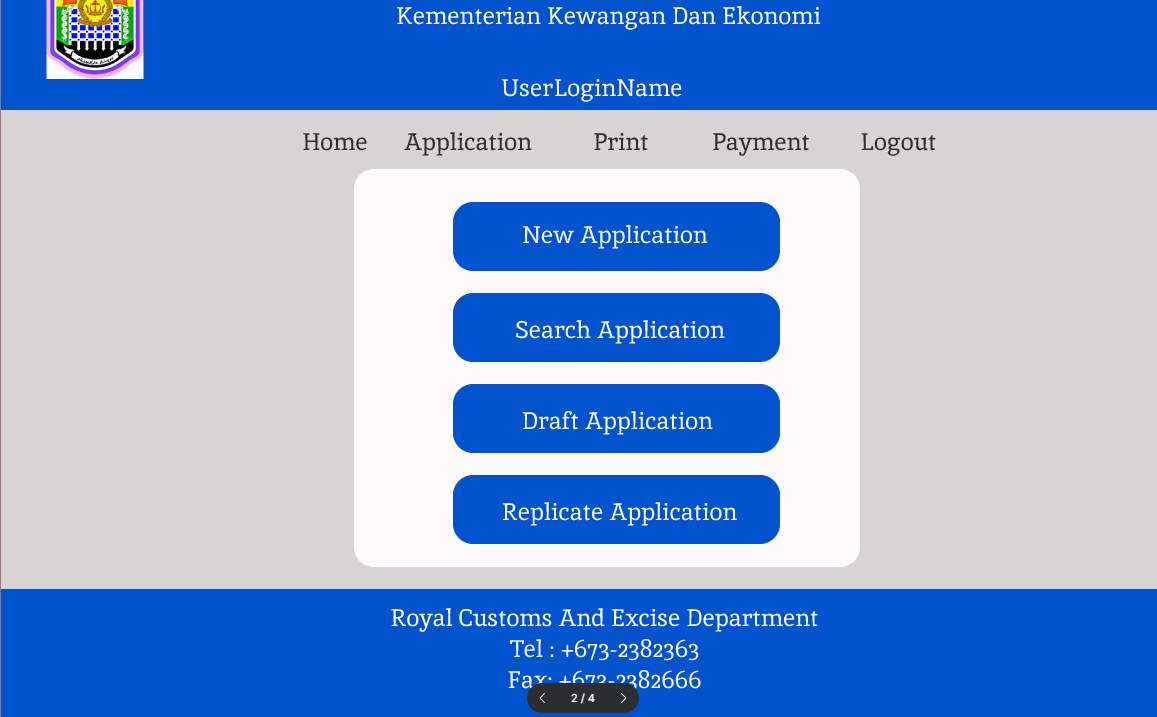 Kementerian Kewangan Dan Ekonomi
UserLoginName
Home Application Print Payment Logout
New Application
Search Application
Draft Application
Replicate Application
Royal Customs And Excise Department
Tel : +673-2382363
Fax: +673-2382666
2 / 4